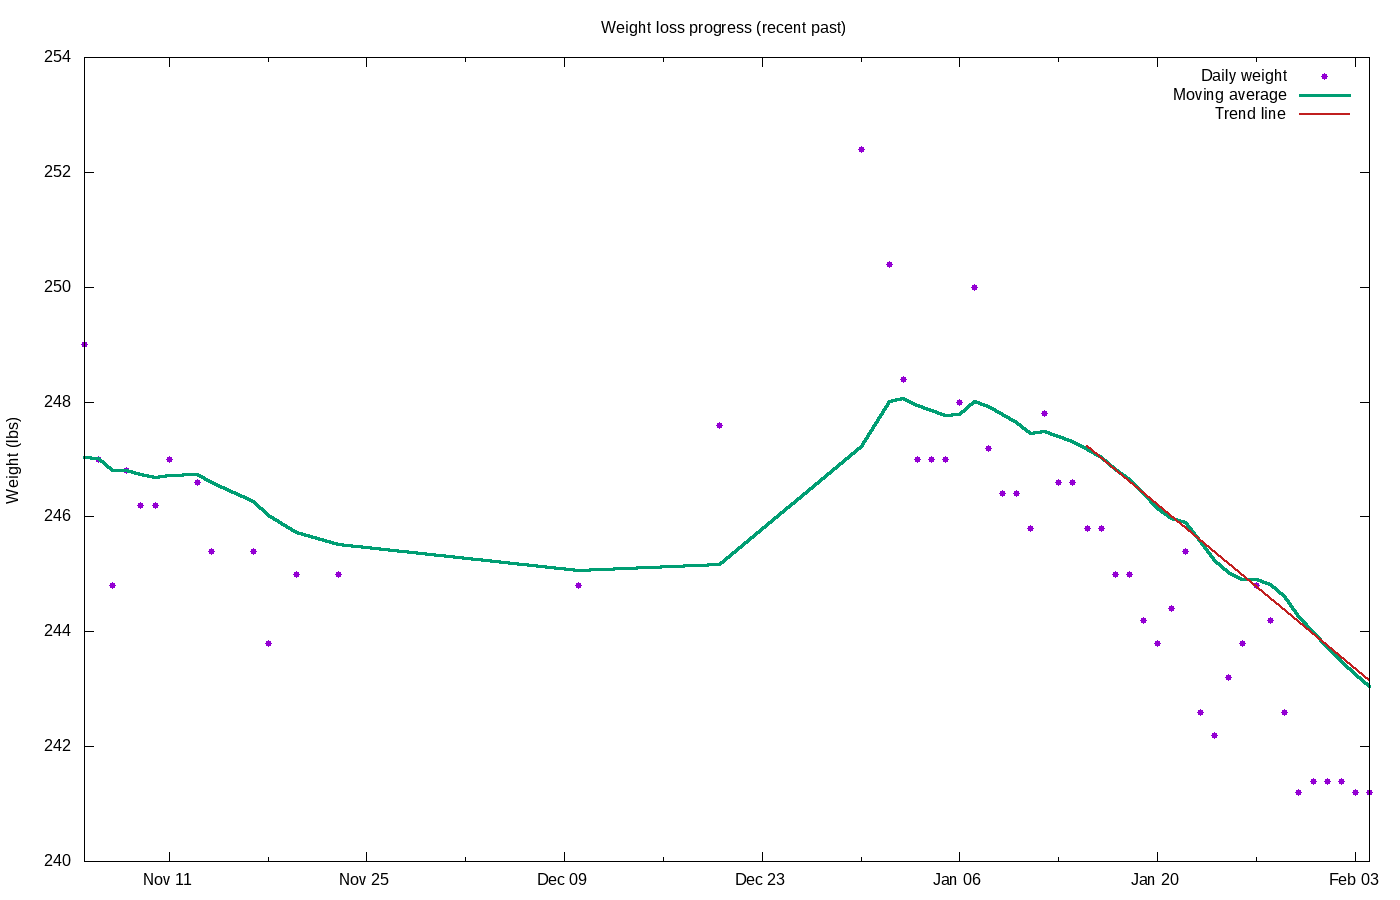 Weight loss progress (recent past)
254
252
250
248
246
244
242
240
Weight (lbs)
Daily weight
Moving average
Trend line
Nov 11
Nov 25
Dec 09
Dec 23
Jan 06
Jan 20
Feb 03